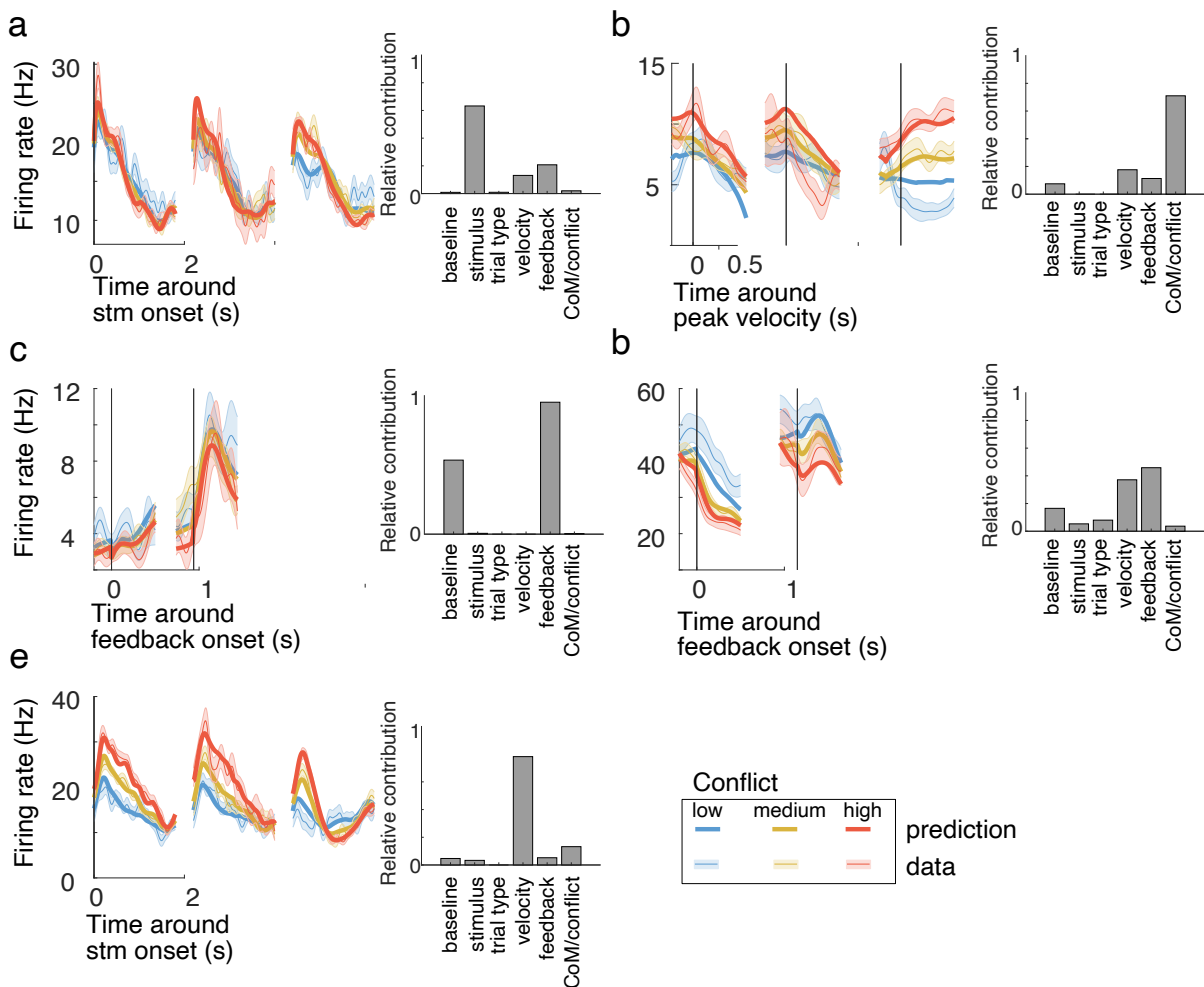 a
Firing rate (Hz)
30
20
10
0
2
Time around
stm onset (s)
Relative contribution
1
0
baseline
stimulus
trial type
velocity
feedback
CoM/conflict
b
15
10
5
0
0.5
Time around
peak velocity (s)
Relative contribution
1
0
baseline
stimulus
trial type
velocity
feedback
CoM/conflict
c
Firing rate (Hz)
12
8
4
0
1
Time around
feedback onset (s)
Relative contribution
1
0
baseline
stimulus
trial type
velocity
feedback
CoM/conflict
b
60
40
20
0
1
Time around
feedback onset (s)
Relative contribution
1
0
baseline
stimulus
trial type
velocity
feedback
CoM/conflict
e
Firing rate (Hz)
40
20
0
0
2
Time around
stm onset (s)
Relative contribution
1
0
baseline
stimulus
trial type
velocity
feedback
CoM/conflict
Conflict
low medium high
prediction
data